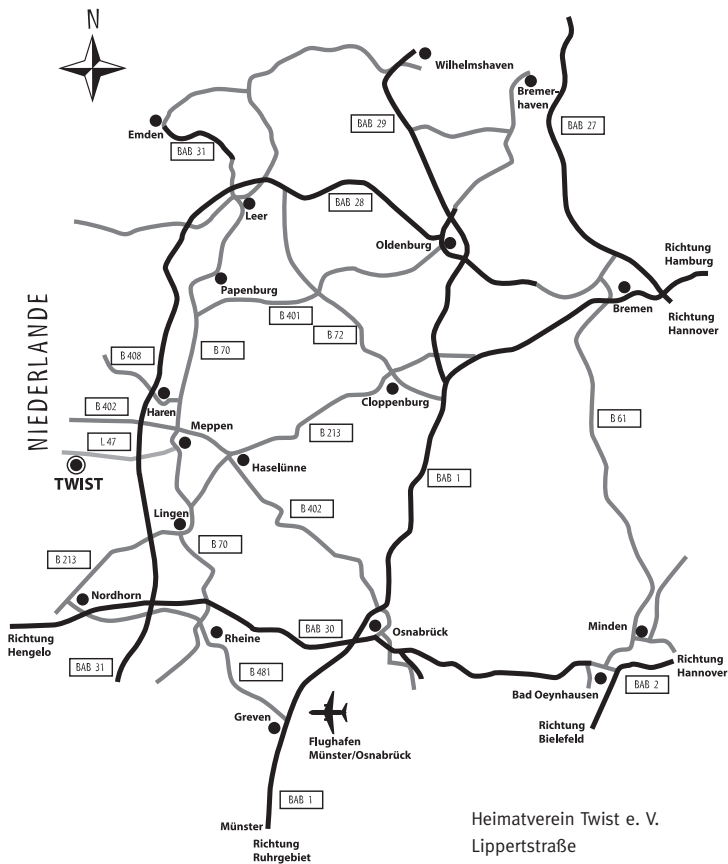 N
Wilhelmshaven
Bremer-
haven
BAB 29
BAB 27
Emden
BAB 31
BAB 28
Leer
Oldenburg
Richtung
Hamburg
Papenburg
Bremen
Richtung
Hannover
B 401
B 72
NIEDERLANDE
B 70
B 408
Haren
Cloppenburg
B 402
B 61
Meppen
B 213
L 47
Haselünne
TWIST
BAB 1
B 402
Lingen
B 70
B 213
Nordhorn
Richtung
Hengelo
BAB 30
Osnabrück
Minden
Rheine
BAB 31
B 481
Richtung
Hannover
BAB 2
Bad Oeynhausen
Greven
Richtung
Bielefeld
Flughafen
Münster/Osnabrück
BAB 1
Münster
Richtung
Ruhrgebiet
Heimatverein Twist e. V.
Lippertstraße